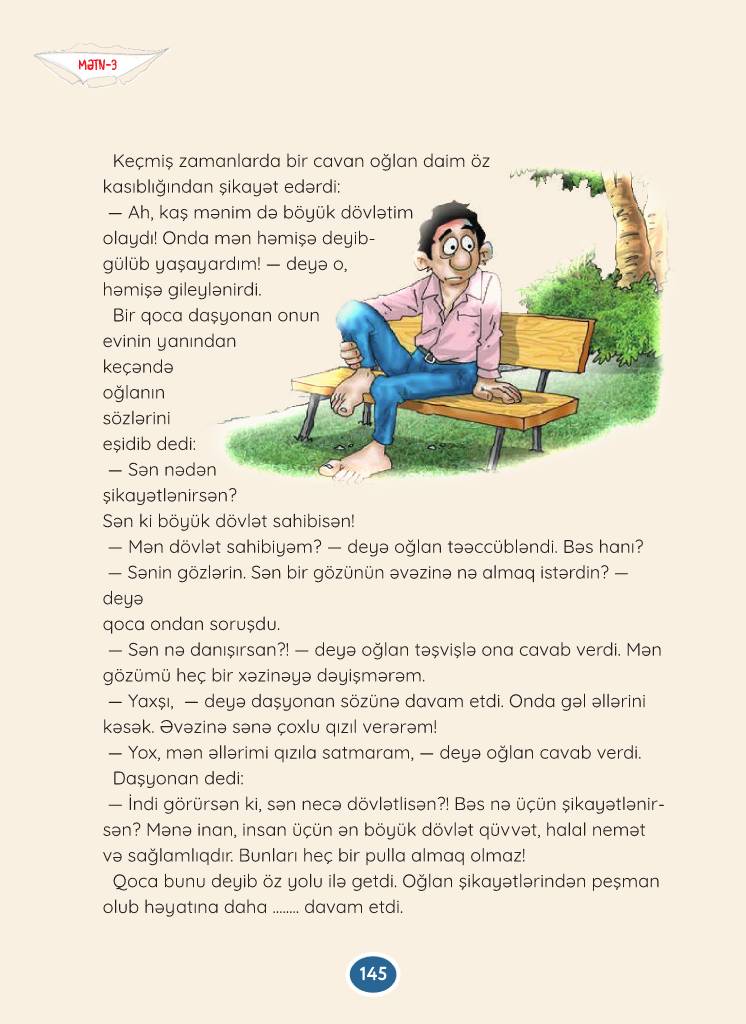 MƏTN-3
Keçmiş zamanlarda bir cavan oğlan daim öz
kasıblığından şikayət edərdi:
— Ah, kaş mənim də böyük dövlətim
olaydı! Onda mən həmişə deyib-
gülüb yaşayardım! — deyə o,
həmişə gileylənirdi.
Bir qoca daşyonan onun
evinin yanından
keçəndə
oğlanın
sözlərini
eşidib dedi:
— Sən nədən
şikayətlənirsən?
Sən ki böyük dövlət sahibisən!
— Mən dövlət sahibiyəm? — deyə oğlan təəccübləndi. Bəs hanı?
— Sənin gözlərin. Sən bir gözünün əvəzinə nə almaq istərdin? —
deyə
qoca ondan soruşdu.
— Sən nə danışırsan?! — deyə oğlan təşvişlə ona cavab verdi. Mən
gözümü heç bir xəzinəyə dəyişmərəm.
— Yaxşı,  — deyə daşyonan sözünə davam etdi. Onda gəl əllərini
kəsək. Əvəzinə sənə çoxlu qızıl verərəm!
— Yox, mən əllərimi qızıla satmaram, — deyə oğlan cavab verdi.
Daşyonan dedi:
— İndi görürsən ki, sən necə dövlətlisən?! Bəs nə üçün şikayətlənir-
sən? Mənə inan, insan üçün ən böyük dövlət qüvvət, halal nemət
və sağlamlıqdır. Bunları heç bir pulla almaq olmaz!
Qoca bunu deyib öz yolu ilə getdi. Oğlan şikayətlərindən peşman
olub həyatına daha ........ davam etdi.
145